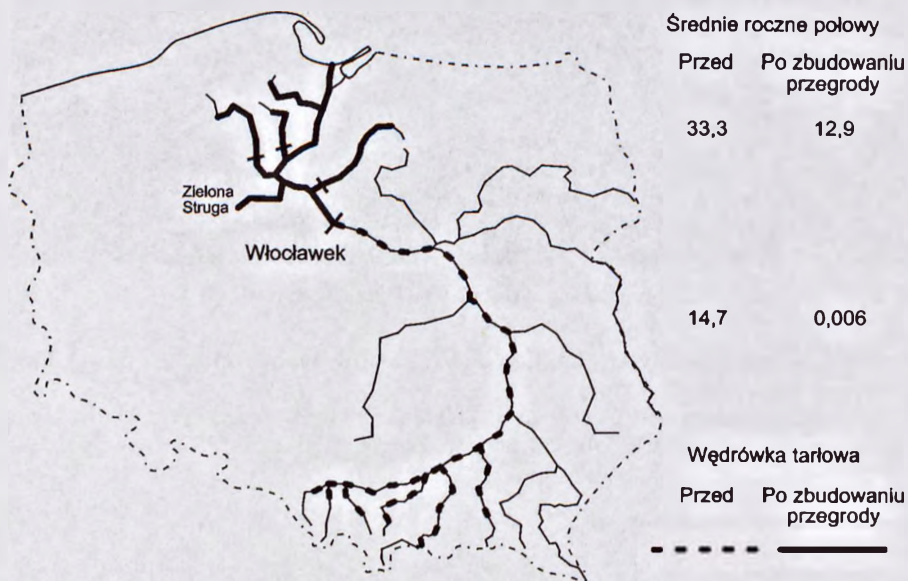 Średnie roczne połowy
Przed
Po zbudowaniu
przegrody
33,3
12,9
Zielona
Struga
Włocławek
14,7
0,006
Wędrówka tarłowa
Przed
Po zbudowaniu
przegrody